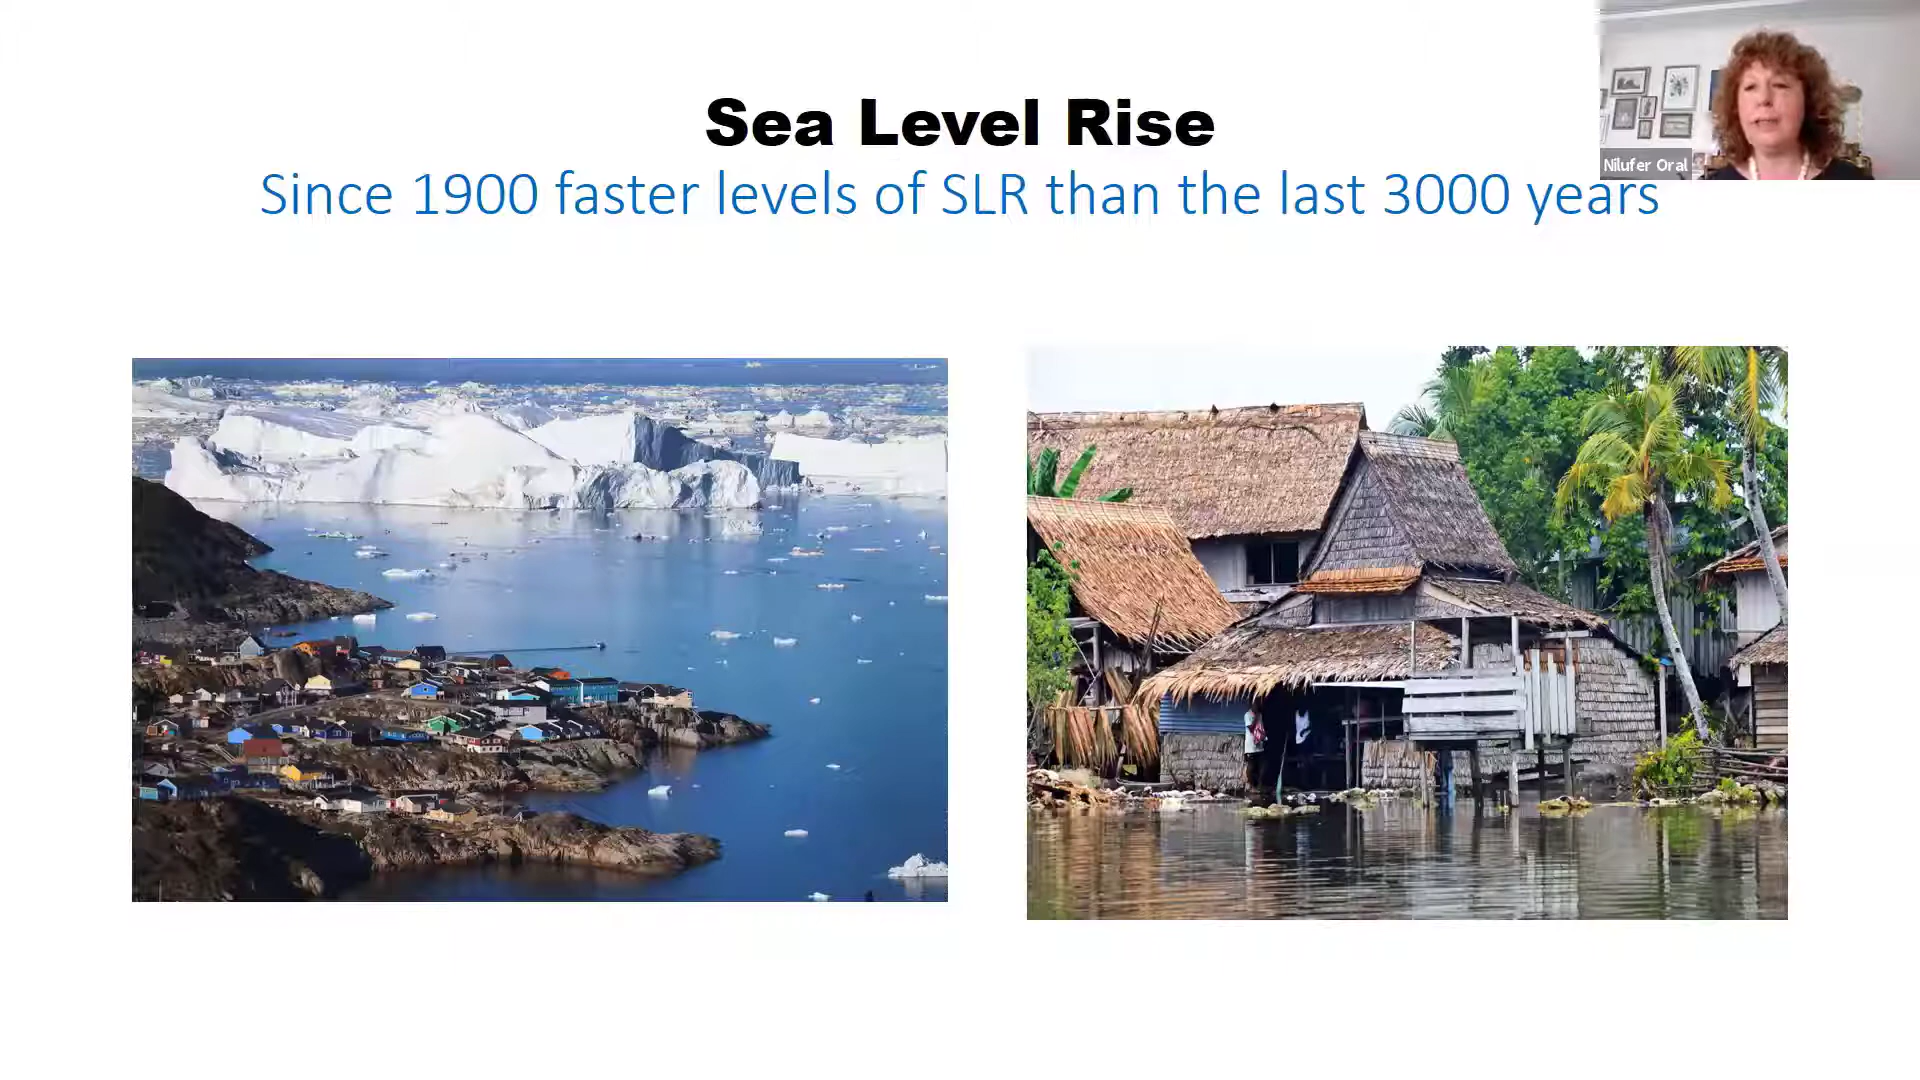 Sea Level Rise
Since 1900 faster levels of SLR than the last 3000 years
Nilufer Oral